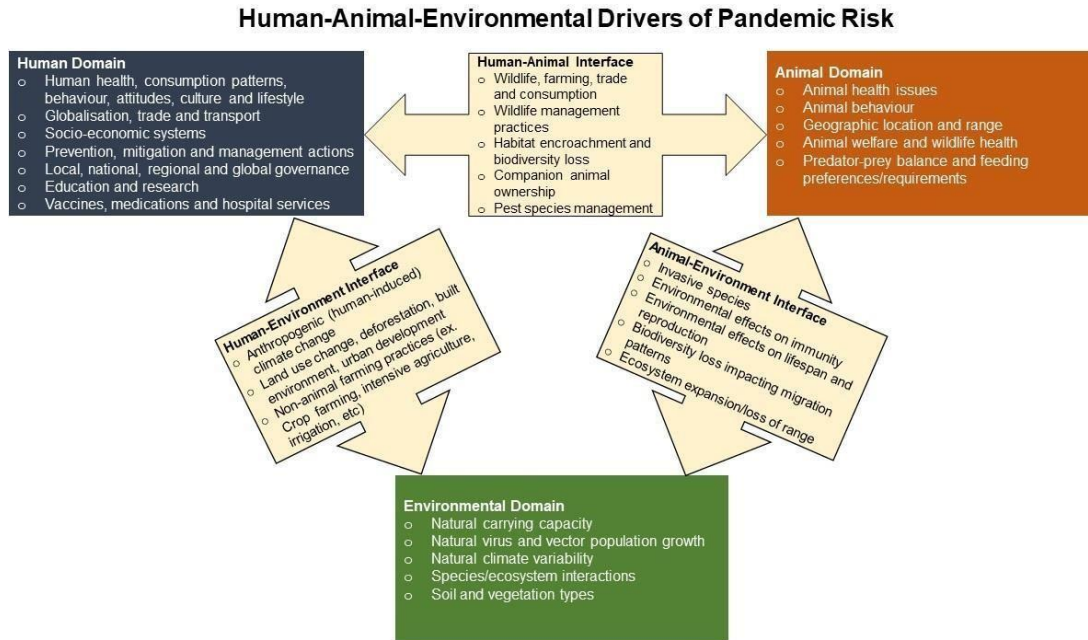 Human-Animal-Environmental Drivers of Pandemic Risk
Human Domain
o Human health, consumption patterns,
behaviour, attitudes, culture and lifestyle
o Globalisation, trade and transport
o Socio-economic systems
o Prevention, mitigation and management actions
o Local, national, regional and global governance
o Education and research
o Vaccines, medications and hospital services
Human-Animal Interface
o Wildlife, farming, trade
and consumption
o Wildlife management
practices
o Habitat encroachment and
biodiversity loss
o Companion animal
ownership
o Pest species management
Animal Domain
o Animal health issues
o Animal behaviour
o Geographic location and range
o Animal welfare and wildlife health
o Predator-prey balance and feeding
preferences/requirements
Human-Environment Interface
o Anthropogenic (human-induced)
climate change
o Land use change, deforestation, built
environment, urban development
o Non-animal farming practices (ex.
Crop farming, intensive agriculture,
irrigation, etc)
Animal-Environment Interface
o Invasive species
o Environmental effects on immunity
o Environmental effects on lifespan and
reproduction
o Biodiversity loss impacting migration
patterns
o Ecosystem expansion/loss of range
Environmental Domain
o Natural carrying capacity
o Natural virus and vector population growth
o Natural climate variability
o Species/ecosystem interactions
o Soil and vegetation types